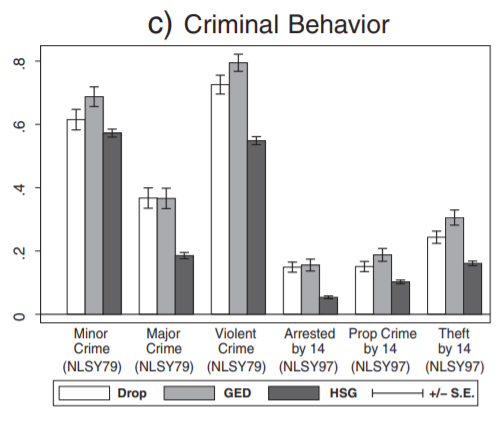 c) Criminal Behavior
.8
.6
.4
.2
0
Minor Major Violent Arrested Prop Crime Theft
Crime Crime Crime by 14 by 14 by 14
(NLSY79) (NLSY79) (NLSY79) (NLSY97) (NLSY97) (NLSY97)
Drop GED HSG +/– S.E.